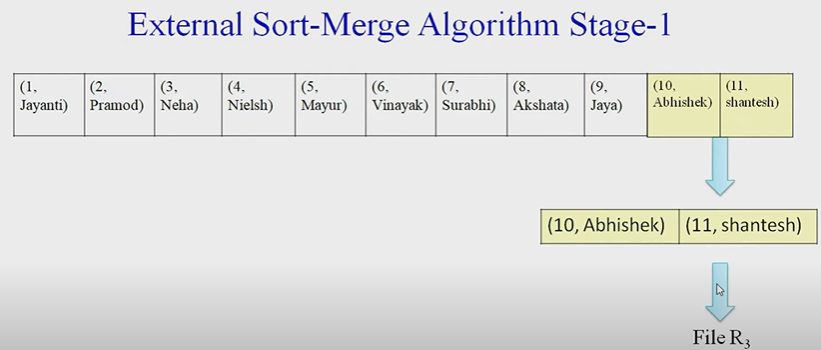 External Sort-Merge Algorithm Stage-1
(1, Jayanti)
(2, Pramod)
(3, Neha)
(4, Nielsh)
(5, Mayur)
(6, Vinayak)
(7, Surabhi)
(8, Akshata)
(9, Jaya)
(10, Abhishek)
(11, shantesh)
(10, Abhishek) (11, shantesh)
File R3